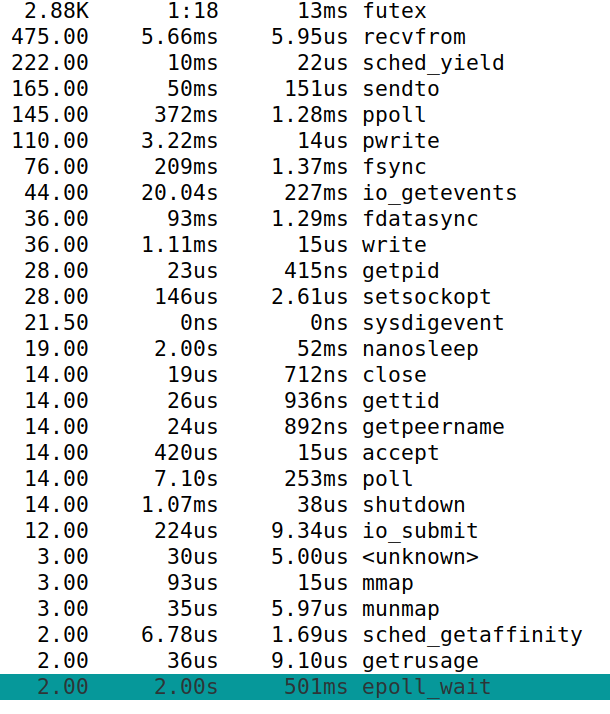 2.88K 1:18 13ms futex
475.00 5.66ms 5.95us recvfrom
222.00 10ms 22us sched_yield
165.00 50ms 151us sendto
145.00 372ms 1.28ms ppoll
110.00 3.22ms 14us pwrite
76.00 209ms 1.37ms fsync
44.00 20.04s 227ms io_getevents
36.00 93ms 1.29ms fdatasync
36.00 1.11ms 15us write
28.00 23us 415ns getpid
28.00 146us 2.61us setsockopt
21.50 0ns 0ns sysdigevent
19.00 2.00s 52ms nanosleep
14.00 19us 712ns close
14.00 26us 936ns gettid
14.00 24us 892ns getpeername
14.00 420us 15us accept
14.00 7.10s 253ms poll
14.00 1.07ms 38us shutdown
12.00 224us 9.34us io_submit
3.00 30us 5.00us <unknown>
3.00 93us 15us mmap
3.00 35us 5.97us munmap
2.00 6.78us 1.69us sched_getaffinity
2.00 36us 9.10us getrusage
2.00 2.00s 501ms epoll_wait